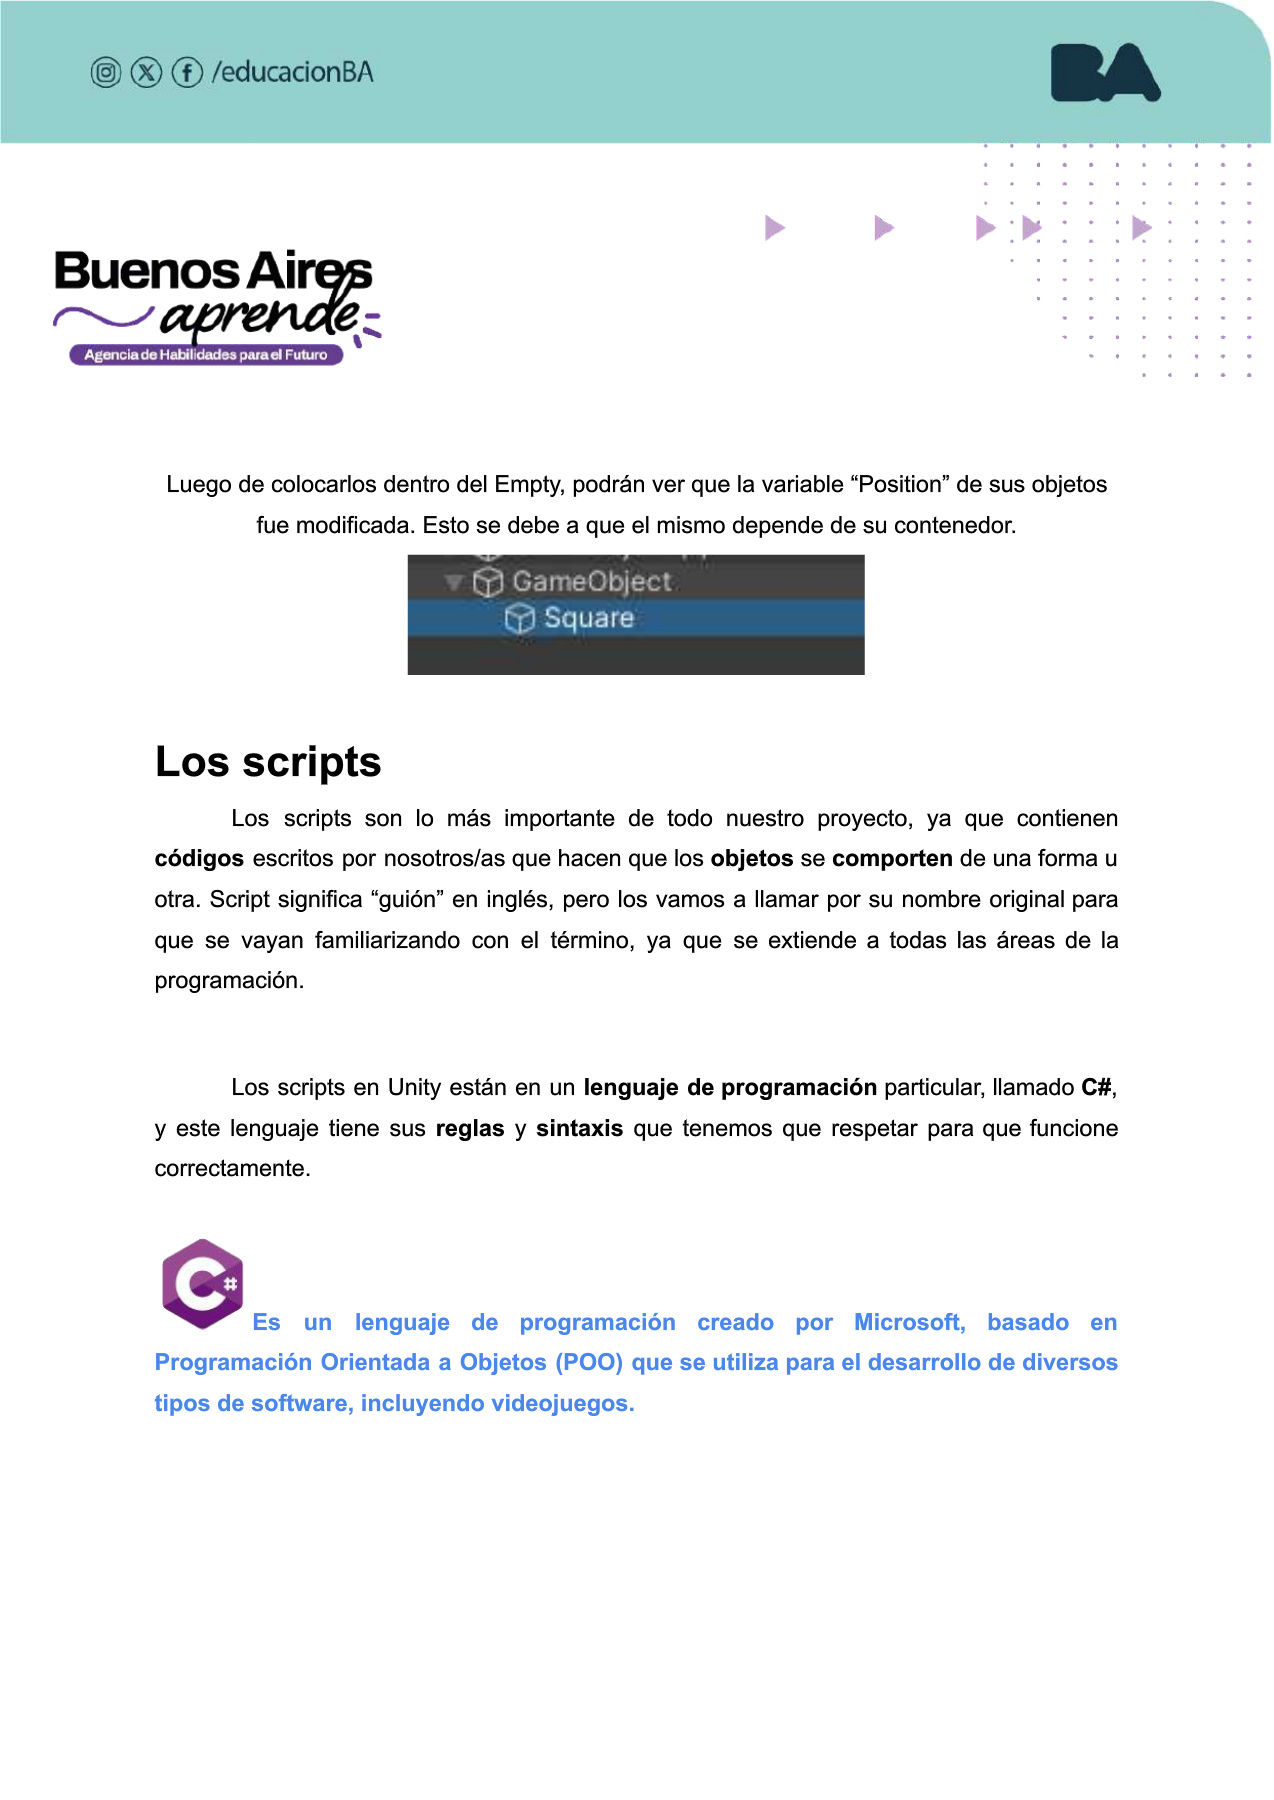 /educacionBA
BA
Buenos Aires
aprende
Agencia de Habilidades para el Futuro
Luego de colocarlos dentro del Empty, podrán ver que la variable “Position” de sus objetos
fue modificada. Esto se debe a que el mismo depende de su contenedor.
GameObject
Square
Los scripts
Los scripts son lo más importante de todo nuestro proyecto, ya que contienen
códigos escritos por nosotros/as que hacen que los objetos se comporten de una forma u
otra. Script significa “guión” en inglés, pero los vamos a llamar por su nombre original para
que se vayan familiarizando con el término, ya que se extiende a todas las áreas de la
programación.
Los scripts en Unity están en un lenguaje de programación particular, llamado C#,
y este lenguaje tiene sus reglas y sintaxis que tenemos que respetar para que funcione
correctamente.
C#
Es un lenguaje de programación creado por Microsoft, basado en
Programación Orientada a Objetos (POO) que se utiliza para el desarrollo de diversos
tipos de software, incluyendo videojuegos.